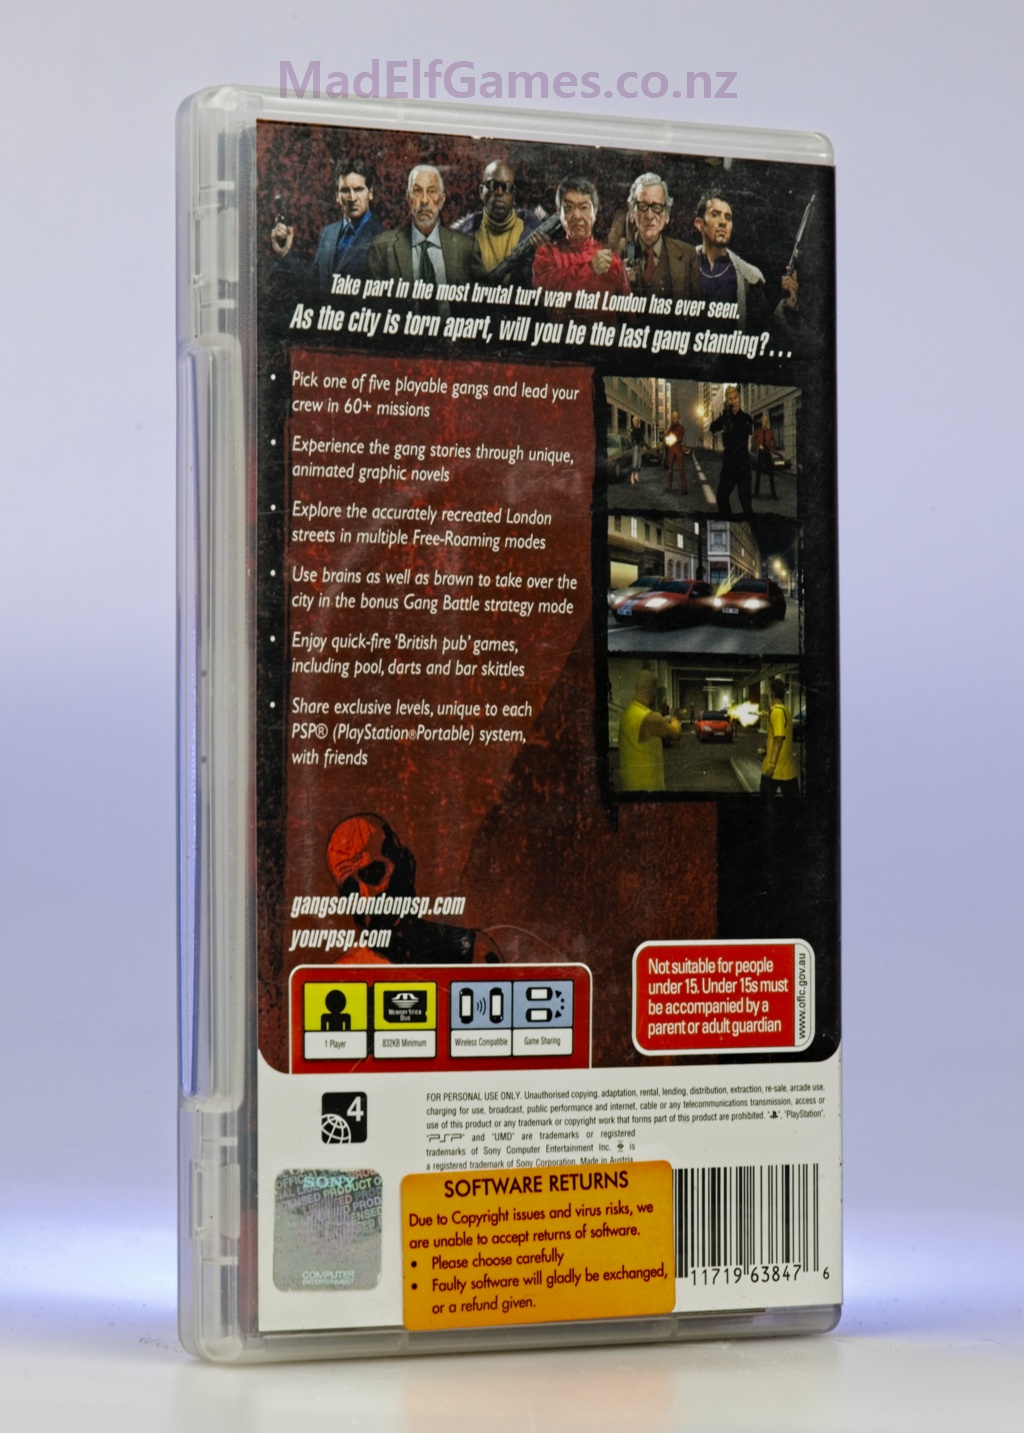 MadElfGames.co.nz
Take part in the most brutal turf war that London has ever seen.
As the city is torn apart, will you be the last gang standing?...
• Pick one of five playable gangs and lead your
crew in 60+ missions
• Experience the gang stories through unique,
animated graphic novels
• Explore the accurately recreated London
streets in multiple Free-Roaming modes
• Use brains as well as brawn to take over the
city in the bonus Gang Battle strategy mode
• Enjoy quick-fire 'British pub' games,
including pool, darts and bar skittles
• Share exclusive levels, unique to each
PSP® (PlayStation®Portable) system,
with friends
gangsoflondonpsp.com
yourpsp.com
Not suitable for people
under 15. Under 15s must
be accompanied by a
parent or adult guardian
www.oflc.gov.au
MEMORY STICK
DUO
1 Player
832KB Minimum
Wireless Compatible
Game Sharing
4
FOR PERSONAL USE ONLY. Unauthorised copying, adaptation, rental, lending, distribution, extraction, re-sale, arcade use,
charging for use, broadcast, public performance and internet, cable or any telecommunications transmission, access or
use of this product or any trademark or copyright work that forms part of this product are prohibited. "PlayStation",
"PSP" and "UMD" are trademarks or registered
trademarks of Sony Computer Entertainment Inc. is
a registered trademark of Sony Corporation. Made in Austria
SONY
COMPUTER
ENTERTAINMENT
SOFTWARE RETURNS
Due to Copyright issues and virus risks, we
are unable to accept returns of software.
• Please choose carefully
• Faulty software will gladly be exchanged,
or a refund given.
11719 63847 6